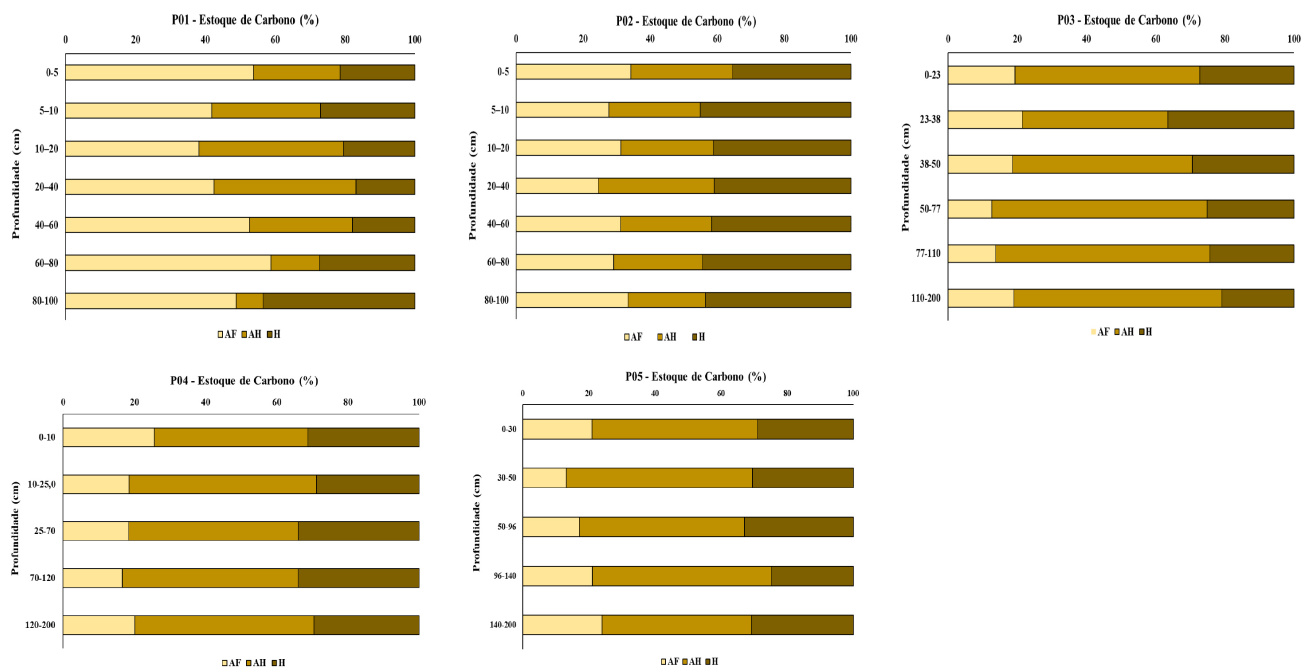 P01 - Estoque de Carbono (%)
0 20 40 60 80 100
Profundidade (cm)
0-5
5–10
10–20
20–40
40–60
60–80
80-100
AF AH H
P02 - Estoque de Carbono (%)
0 20 40 60 80 100
Profundidade (cm)
0-5
5–10
10–20
20–40
40–60
60–80
80-100
AF AH H
P03 - Estoque de Carbono (%)
0 20 40 60 80 100
Profundidade (cm)
0-23
23-38
38-50
50-77
77-110
110-200
AF AH H
P04 - Estoque de Carbono (%)
0 20 40 60 80 100
Profundidade (cm)
0-10
10-25,0
25-70
70-120
120-200
AF AH H
P05 - Estoque de Carbono (%)
0 20 40 60 80 100
Profundidade (cm)
0-30
30-50
50-96
96-140
140-200
AF AH H